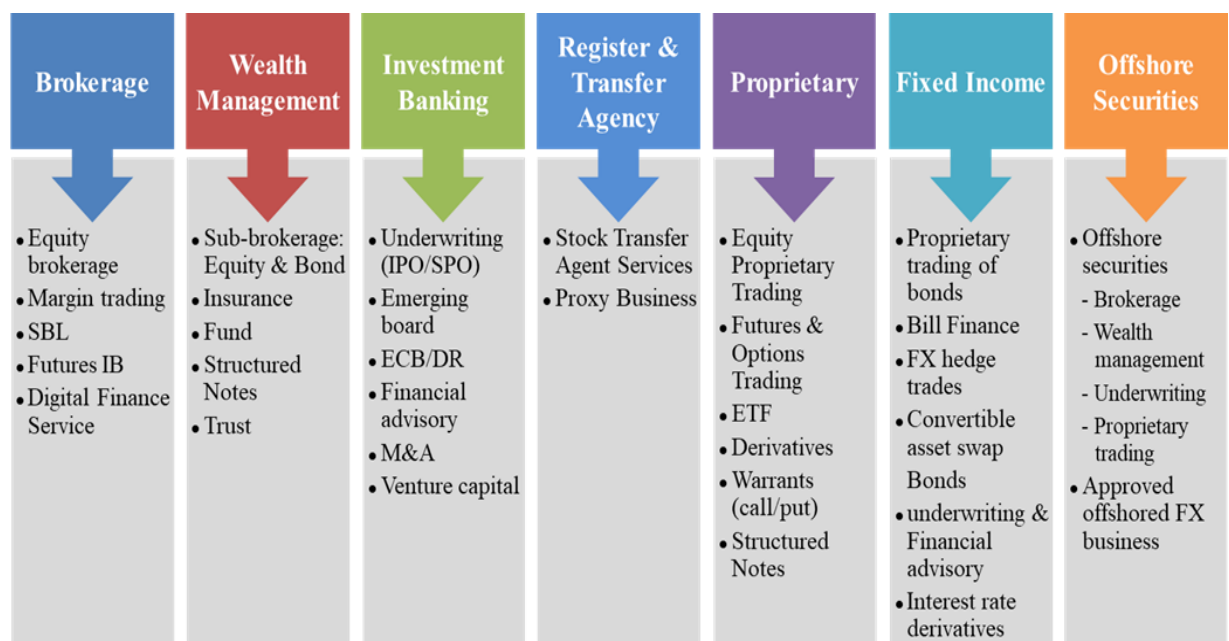 Brokerage
• Equity
brokerage
• Margin trading
• SBL
• Futures IB
• Digital Finance
Service
Wealth
Management
• Sub-brokerage:
Equity & Bond
• Insurance
• Fund
• Structured
Notes
• Trust
Investment
Banking
• Underwriting
(IPO/SPO)
• Emerging
board
• ECB/DR
• Financial
advisory
• M&A
• Venture capital
Register &
Transfer
Agency
• Stock Transfer
Agent Services
• Proxy Business
Proprietary
• Equity
Proprietary
Trading
• Futures &
Options
Trading
• ETF
• Derivatives
• Warrants
(call/put)
• Structured
Notes
Fixed Income
• Proprietary
trading of
bonds
• Bill Finance
• FX hedge
trades
• Convertible
asset swap
Bonds
• underwriting &
Financial
advisory
• Interest rate
derivatives
Offshore
Securities
• Offshore
securities
- Brokerage
- Wealth
management
- Underwriting
- Proprietary
trading
• Approved
offshored FX
business